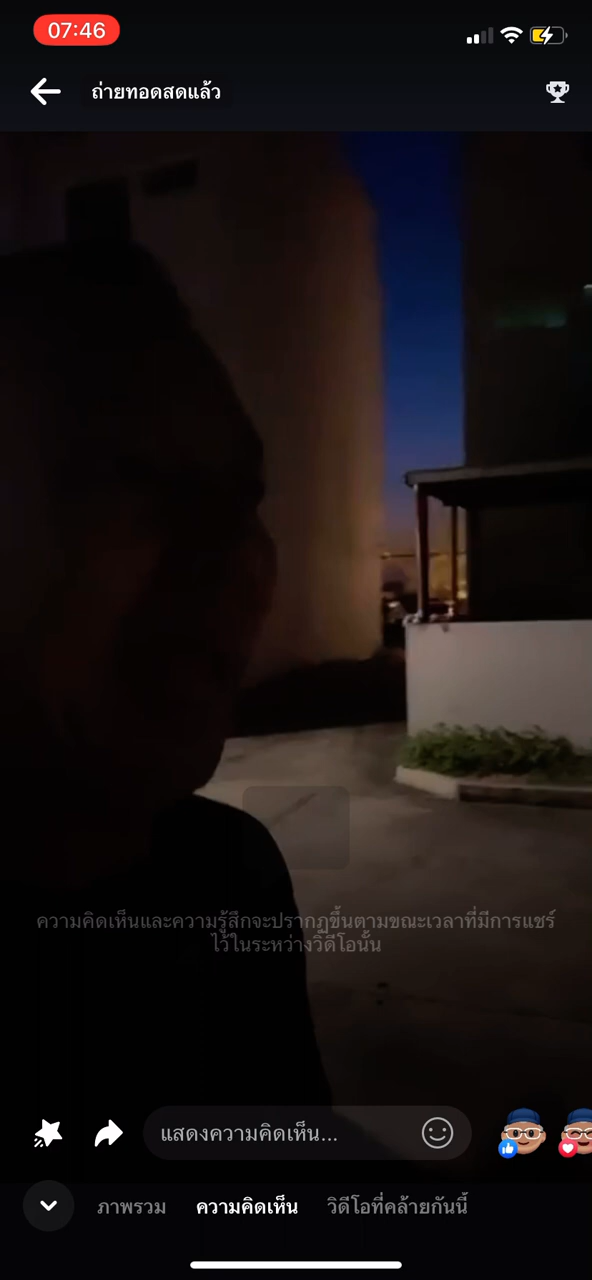 07:46
ถ่ายทอดสดแล้ว
ความคิดเห็นและความรู้สึกจะปรากฏขึ้นตามขณะเวลาที่มีการแชร์
ไว้ในระหว่างวิดีโอนั้น
แสดงความคิดเห็น...
ภาพรวม ความคิดเห็น วิดีโอที่คล้ายกันนี้